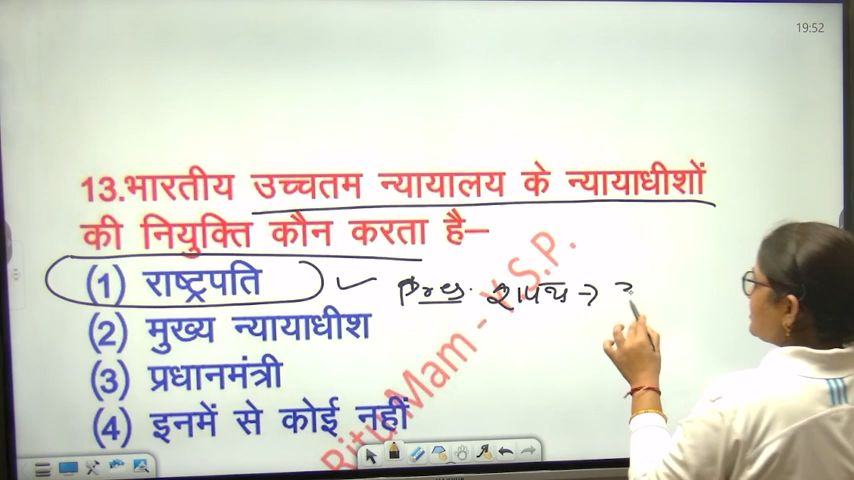 19:52
13.भारतीय उच्चतम न्यायालय के न्यायाधीशों
की नियुक्ति कौन करता है–
(1) राष्ट्रपति
Pres. शपथ →
(2) मुख्य न्यायाधीश
(3) प्रधानमंत्री
(4) इनमें से कोई नहीं
Ritu Mam - Y.S.P.